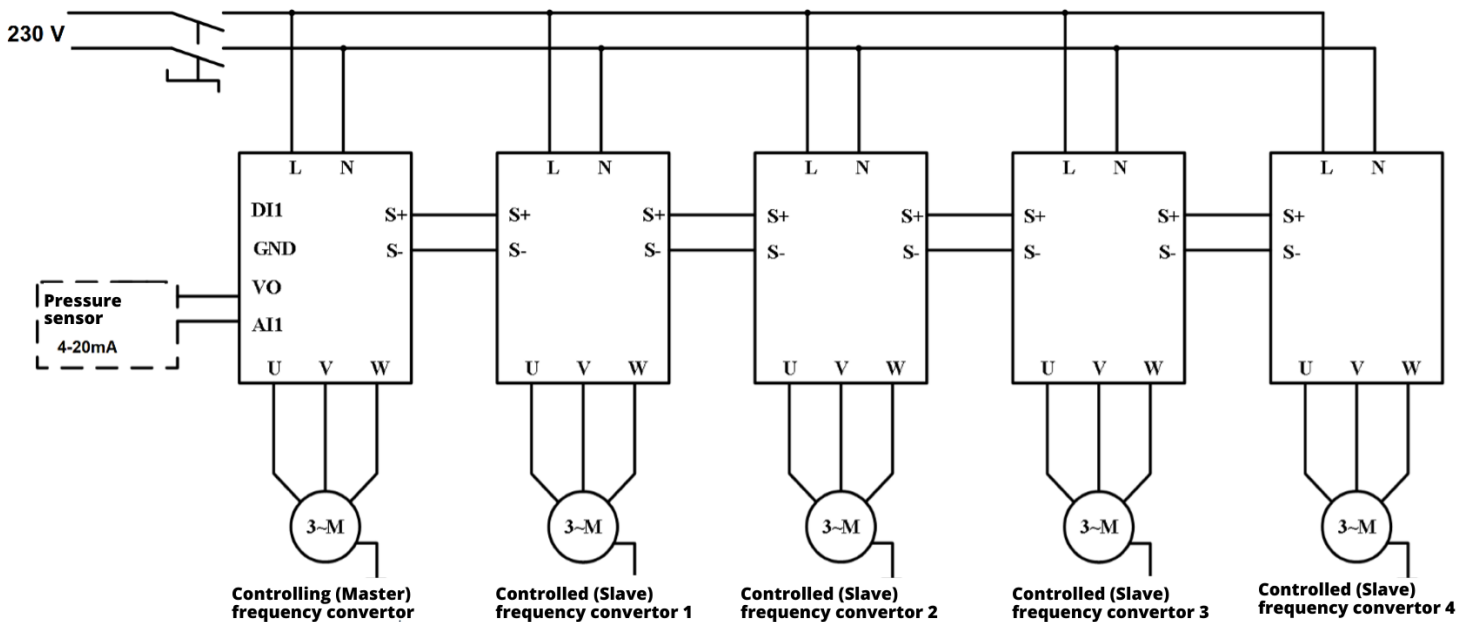 230 V
L N
L N
L N
L N
L N
DI1
GND
VO
AI1
S+
S-
S+
S-
S+
S-
S+
S-
S+
S-
S+
S-
S+
S-
S+
S-
Pressure
sensor
4-20mA
U V W
U V W
U V W
U V W
U V W
3~M
3~M
3~M
3~M
3~M
Controlling (Master)
frequency convertor
Controlled (Slave)
frequency convertor 1
Controlled (Slave)
frequency convertor 2
Controlled (Slave)
frequency convertor 3
Controlled (Slave)
frequency convertor 4